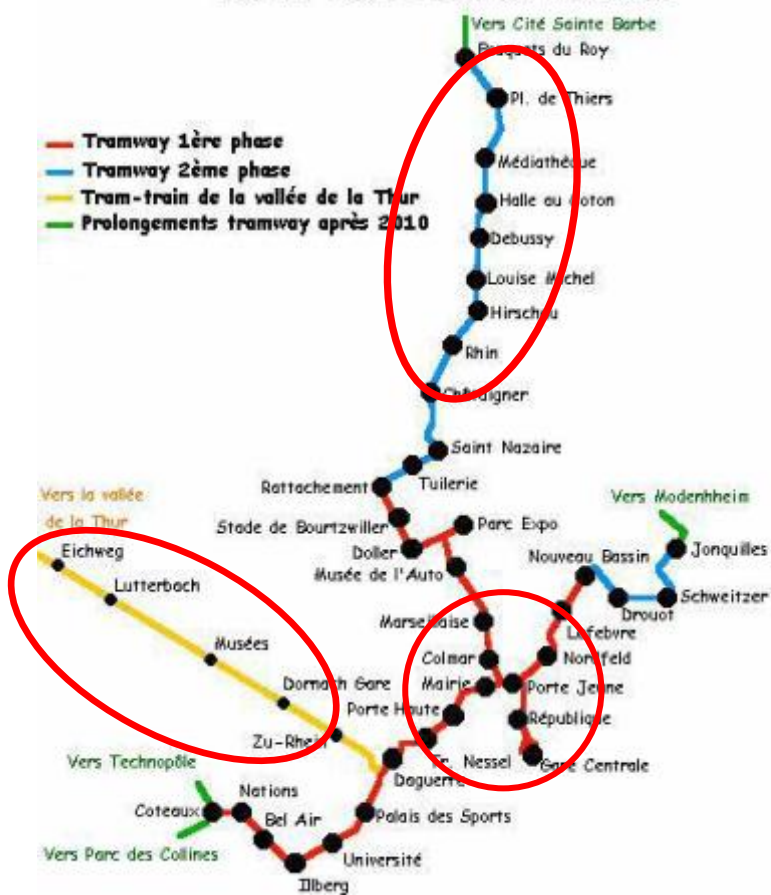 Vers Cité Sainte Barbe
Bosquets du Roy
Pl. de Thiers
Tramway 1ère phase
Tramway 2ème phase
Tram-train de la vallée de la Thur
Prolongements tramway après 2010
Médiathèque
Halle au coton
Debussy
Louise Michel
Hirschau
Rhin
Châtaigner
Saint Nazaire
Tuilerie
Rattachement
Vers la vallée
de la Thur
Vers Modenhheim
Stade de Bourtzwiller
Parc Expo
Doller
Musée de l'Auto
Nouveau Bassin
Jonquilles
Eichweg
Lutterbach
Schweitzer
Drouot
Marseillaise
Lefebvre
Musées
Colmar
Nordfeld
Dornach Gare
Mairie
Porte Jeune
Porte Haute
République
Zu-Rhein
Tr. Nessel
Gare Centrale
Vers Technopôle
Daguerre
Nations
Coteaux
Bel Air
Palais des Sports
Vers Parc des Collines
Université
Illberg